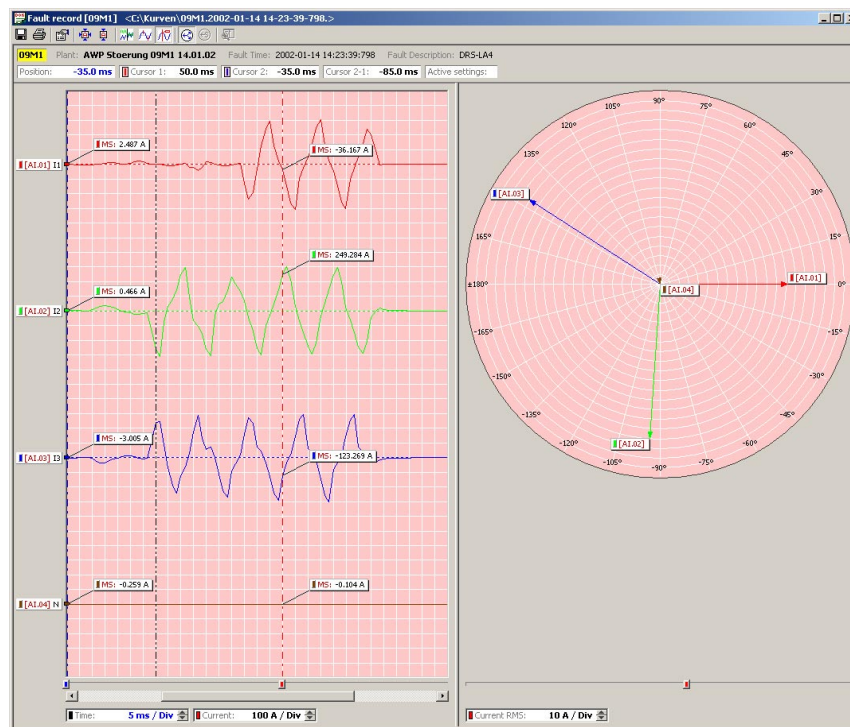 Fault record [09M1] <C:\Kurven\09M1.2002-01-14 14-23-39-798.>
09M1 Plant: AWP Stoerung 09M1 14.01.02 Fault Time: 2002-01-14 14:23:39:798 Fault Description: DRS-LA4
Position: -35.0 ms Cursor 1: 50.0 ms Cursor 2: -35.0 ms Cursor 2-1: -85.0 ms Active settings:
[AI.01] I1
MS: 2.487 A
MS: -36.167 A
[AI.02] I2
MS: 0.466 A
MS: 249.284 A
[AI.03] I3
MS: -3.005 A
MS: -123.269 A
[AI.04] N
MS: -0.259 A
MS: -0.104 A
Time: 5 ms / Div Current: 100 A / Div
90°
105° 75°
120° 60°
135° 45°
[AI.03] 30°
165° 15°
[AI.01]
±180° [AI.04] 0°
-165° -15°
-150° -30°
-135° -45°
-120° [AI.02] -60°
-105° -75°
-90°
Current RMS: 10 A / Div